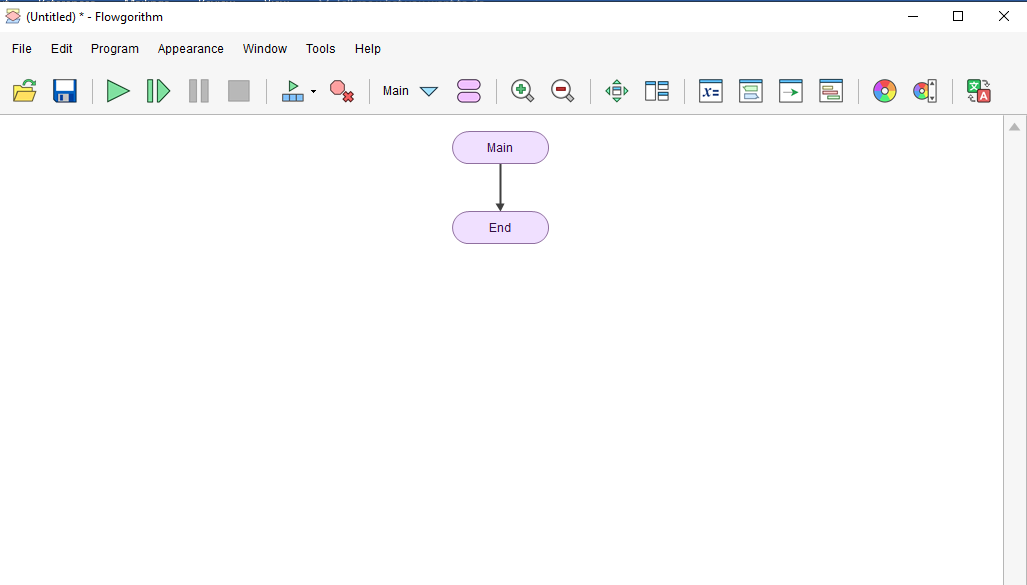 (Untitled) * - Flowgorithm
File Edit Program Appearance Window Tools Help
Main
x=
A
Main
End